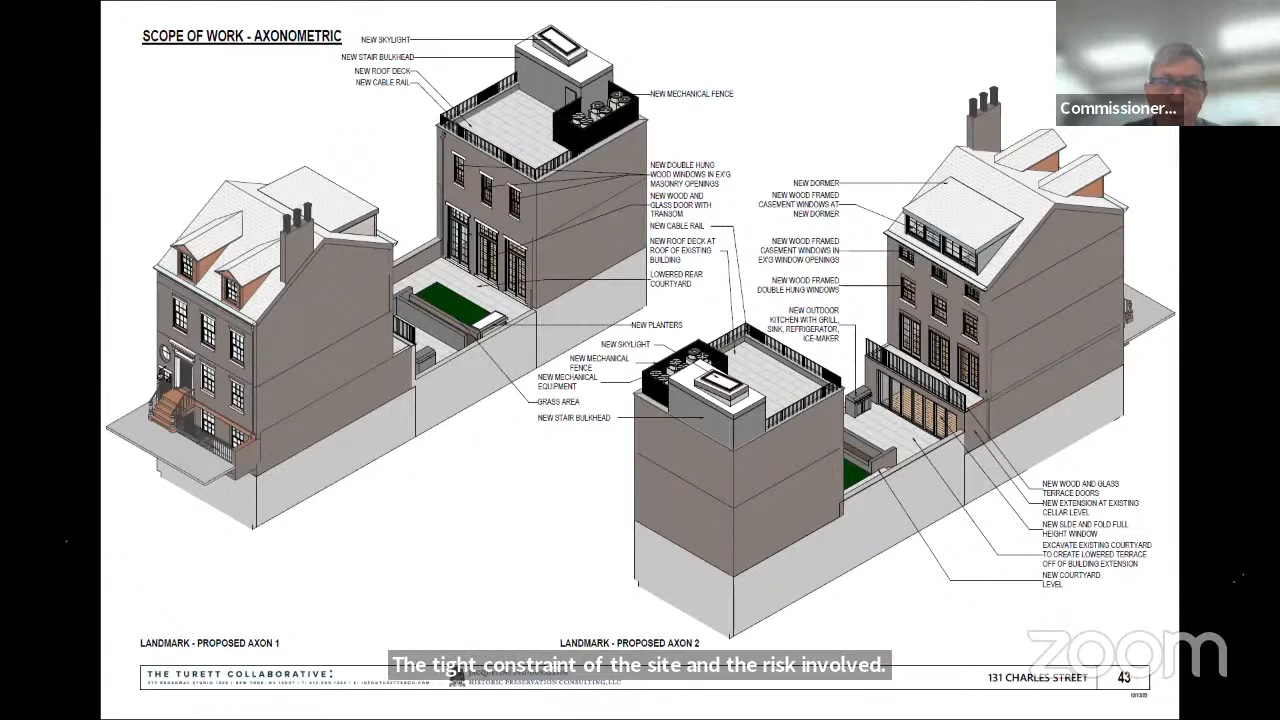 SCOPE OF WORK - AXONOMETRIC
NEW SKYLIGHT
NEW STAIR BULKHEAD
NEW ROOF DECK
NEW CABLE RAIL
NEW MECHANICAL FENCE
Commissioner...
NEW DOUBLE HUNG
WOOD WINDOWS IN EX'G
MASONRY OPENINGS
NEW WOOD AND
GLASS DOOR WITH
TRANSOM
NEW CABLE RAIL
NEW ROOF DECK AT
ROOF OF EXISTING
BUILDING
LOWERED REAR
COURTYARD
NEW PLANTERS
NEW SKYLIGHT
NEW MECHANICAL
FENCE
NEW MECHANICAL
EQUIPMENT
GRASS AREA
NEW STAIR BULKHEAD
NEW DORMER
NEW WOOD FRAMED
CASEMENT WINDOWS AT
NEW DORMER
NEW WOOD FRAMED
CASEMENT WINDOWS IN
EX'G WINDOW OPENINGS
NEW WOOD FRAMED
DOUBLE HUNG WINDOWS
NEW OUTDOOR
KITCHEN WITH GRILL,
SINK, REFRIGERATOR,
ICE-MAKER
NEW WOOD AND GLASS
TERRACE DOORS
NEW EXTENSION AT EXISTING
CELLAR LEVEL
NEW SLDE AND FOLD FULL
HEIGHT WINDOW
EXCAVATE EXISTING COURTYARD
TO CREATE LOWERED TERRACE
OFF OF BUILDING EXTENSION
NEW COURTYARD
LEVEL
LANDMARK - PROPOSED AXON 1
LANDMARK - PROPOSED AXON 2
The tight constraint of the site and the risk involved.
zoom
THE TURETT COLLABORATIVE:
HISTORIC PRESERVATION CONSULTING, LLC
131 CHARLES STREET
43
12/13/22